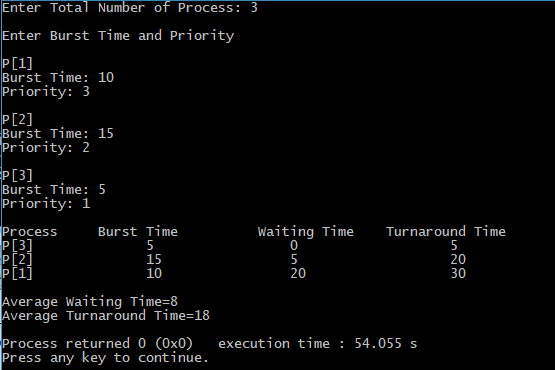 Enter Total Number of Process: 3
Enter Burst Time and Priority
P[1]
Burst Time: 10
Priority: 3
P[2]
Burst Time: 15
Priority: 2
P[3]
Burst Time: 5
Priority: 1
Process Burst Time Waiting Time Turnaround Time
P[3] 5 0 5
P[2] 15 5 20
P[1] 10 20 30
Average Waiting Time=8
Average Turnaround Time=18
Process returned 0 (0x0) execution time : 54.055 s
Press any key to continue.